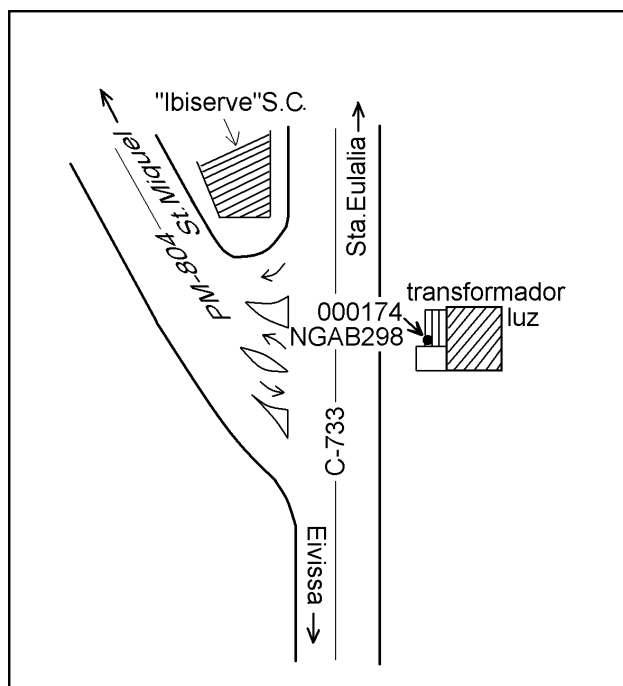 "Ibiserve"S.C.
St.Miquel
PM-804
Sta.Eulalia
transformador
luz
000174
NGAB298
C-733
Eivissa